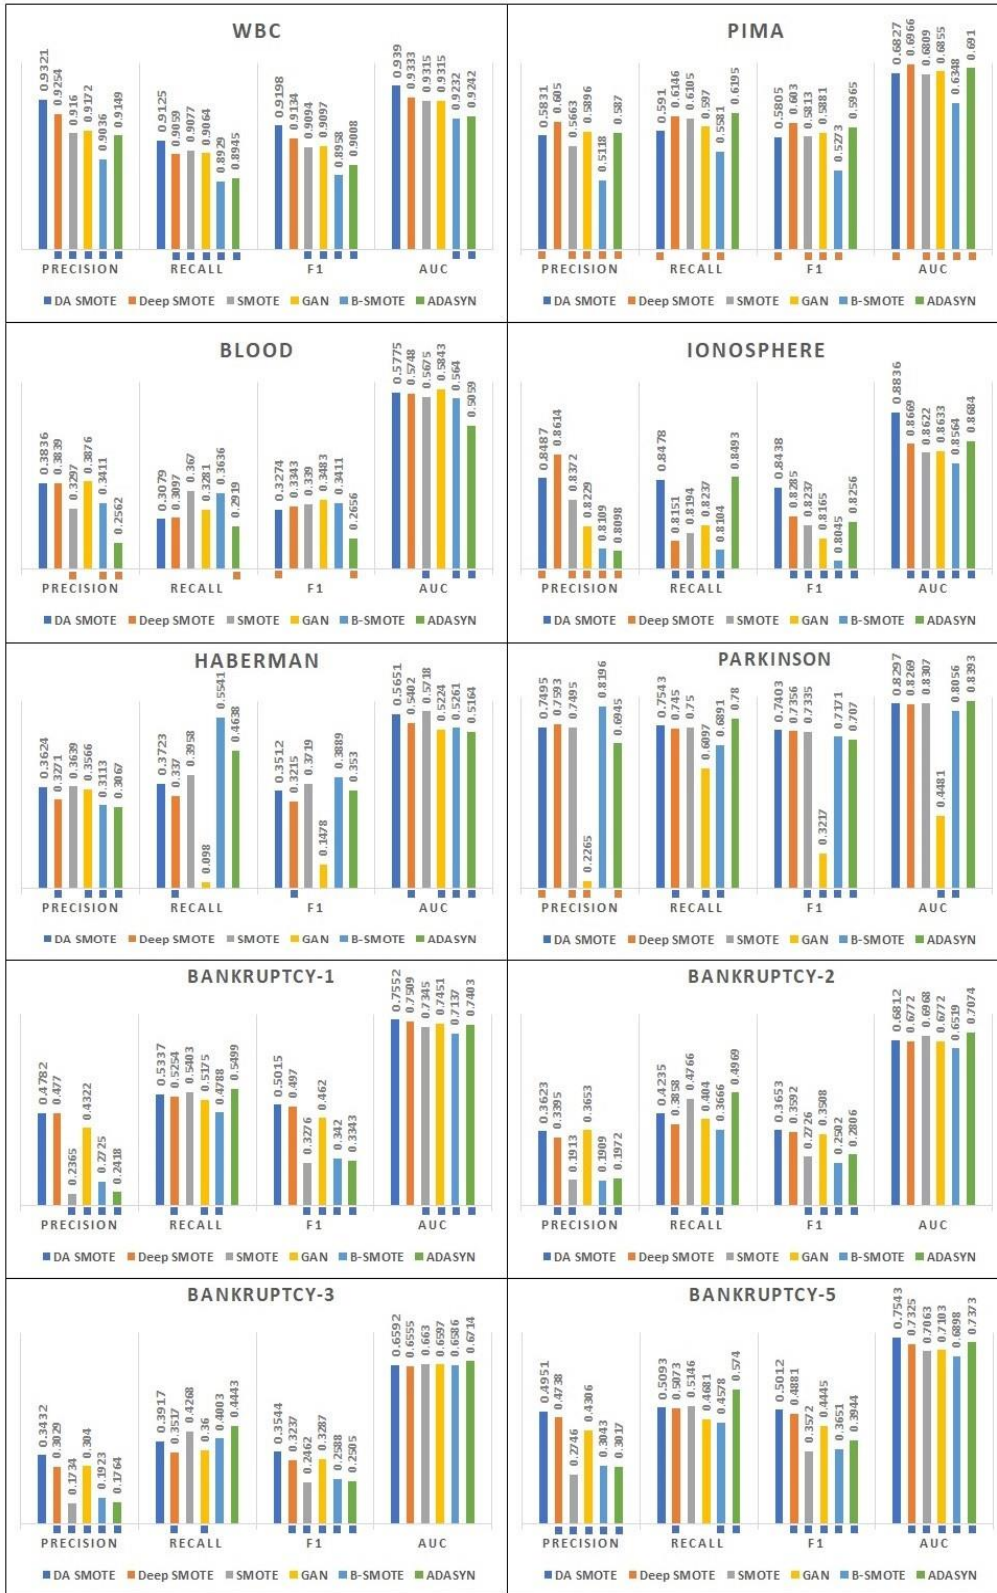 WBC
0.9321 0.9254 0.916 0.9172 0.9036 0.9149 0.9125 0.9059 0.9077 0.9064 0.8929 0.8945 0.9198 0.9134 0.9094 0.9097 0.8958 0.9008 0.939 0.9333 0.9315 0.9315 0.9232 0.9242
PRECISION RECALL F1 AUC
DA SMOTE Deep SMOTE SMOTE GAN B-SMOTE ADASYN
PIMA
0.5831 0.605 0.5663 0.5896 0.5118 0.587 0.591 0.6146 0.6105 0.597 0.5581 0.6195 0.5805 0.603 0.5813 0.5881 0.5273 0.5965 0.6827 0.6966 0.6809 0.6855 0.6348 0.691
PRECISION RECALL F1 AUC
DA SMOTE Deep SMOTE SMOTE GAN B-SMOTE ADASYN
BLOOD
0.3836 0.3839 0.3297 0.3876 0.3411 0.2562 0.3079 0.3097 0.367 0.3281 0.3636 0.2919 0.3274 0.3343 0.339 0.3483 0.3411 0.2656 0.5775 0.5748 0.5675 0.5843 0.564 0.5059
PRECISION RECALL F1 AUC
DA SMOTE Deep SMOTE SMOTE GAN B-SMOTE ADASYN
IONOSPHERE
0.8487 0.8614 0.8372 0.8229 0.8109 0.8098 0.8478 0.8151 0.8194 0.8237 0.8104 0.8493 0.8438 0.8285 0.8237 0.8165 0.8045 0.8256 0.8836 0.8669 0.8622 0.8633 0.8564 0.8684
PRECISION RECALL F1 AUC
DA SMOTE Deep SMOTE SMOTE GAN B-SMOTE ADASYN
HABERMAN
0.3624 0.3271 0.3639 0.3566 0.3113 0.3067 0.3723 0.337 0.3958 0.098 0.5541 0.4638 0.3512 0.3215 0.3719 0.1478 0.3889 0.353 0.5651 0.5402 0.5718 0.5224 0.5261 0.5164
PRECISION RECALL F1 AUC
DA SMOTE Deep SMOTE SMOTE GAN B-SMOTE ADASYN
PARKINSON
0.7495 0.7593 0.7495 0.2265 0.8196 0.6945 0.7543 0.745 0.75 0.6097 0.6891 0.78 0.7403 0.7356 0.7335 0.3217 0.7171 0.707 0.8297 0.8269 0.8307 0.4481 0.8056 0.8393
PRECISION RECALL F1 AUC
DA SMOTE Deep SMOTE SMOTE GAN B-SMOTE ADASYN
BANKRUPTCY-1
0.4782 0.477 0.2365 0.4322 0.2725 0.2418 0.5337 0.5254 0.5403 0.5175 0.4788 0.5499 0.5015 0.497 0.3276 0.462 0.342 0.3343 0.7552 0.7509 0.7345 0.7451 0.7137 0.7403
PRECISION RECALL F1 AUC
DA SMOTE Deep SMOTE SMOTE GAN B-SMOTE ADASYN
BANKRUPTCY-2
0.3623 0.3395 0.1913 0.3653 0.1909 0.1972 0.4235 0.3858 0.4766 0.404 0.3666 0.4969 0.3653 0.3592 0.2726 0.3508 0.2502 0.2806 0.6812 0.6772 0.6968 0.6772 0.6519 0.7074
PRECISION RECALL F1 AUC
DA SMOTE Deep SMOTE SMOTE GAN B-SMOTE ADASYN
BANKRUPTCY-3
0.3432 0.3029 0.1734 0.304 0.1923 0.1764 0.3917 0.3517 0.4268 0.36 0.4003 0.4443 0.3544 0.3237 0.2462 0.3287 0.2588 0.2505 0.6592 0.6555 0.663 0.6597 0.6586 0.6714
PRECISION RECALL F1 AUC
DA SMOTE Deep SMOTE SMOTE GAN B-SMOTE ADASYN
BANKRUPTCY-5
0.4951 0.4738 0.2746 0.4306 0.3043 0.3017 0.5093 0.5073 0.5146 0.4681 0.4578 0.574 0.5012 0.4881 0.3572 0.4445 0.3651 0.3944 0.7543 0.7325 0.7063 0.7103 0.6898 0.7373
PRECISION RECALL F1 AUC
DA SMOTE Deep SMOTE SMOTE GAN B-SMOTE ADASYN